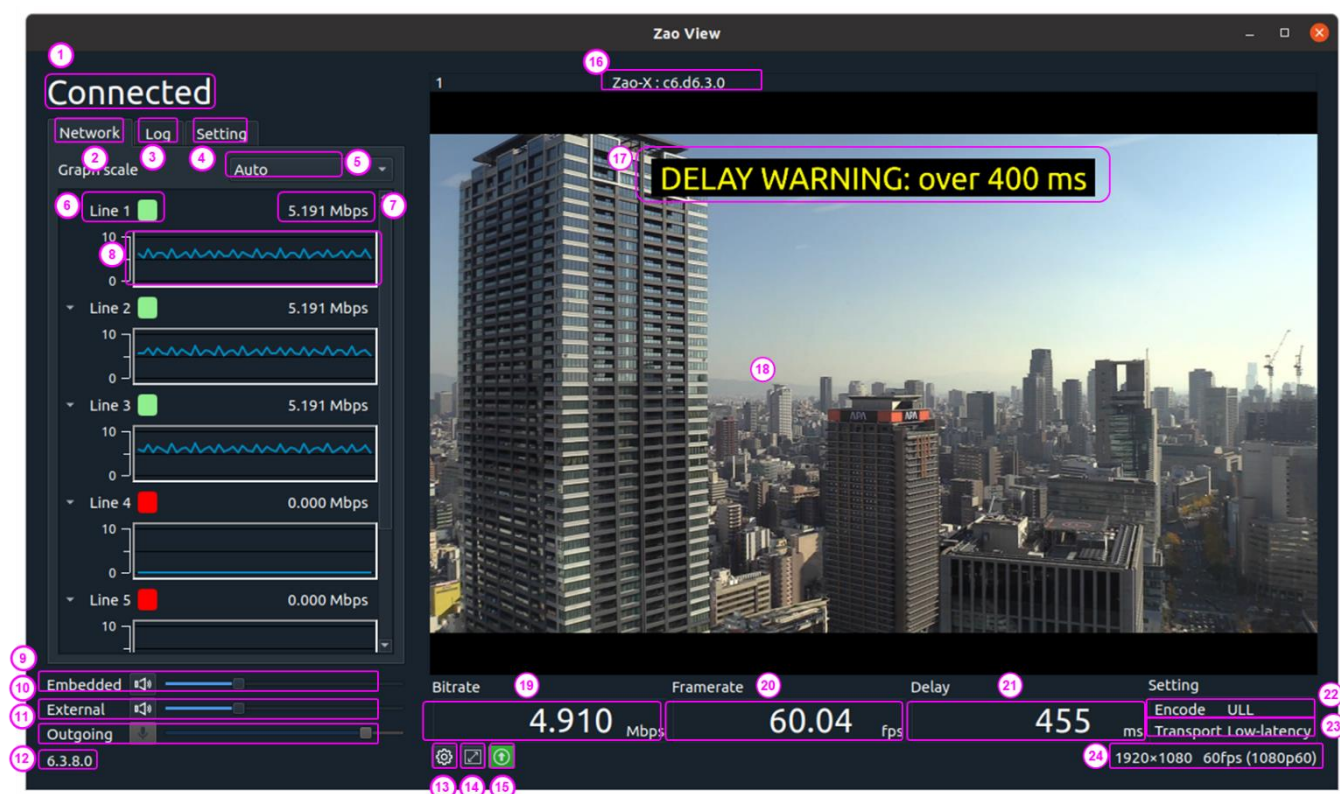 Zao View
1
Connected
16
1 Zao-X : c6.d6.3.0
Network Log Setting
2 3 4
Graph scale Auto 5
17 DELAY WARNING: over 400 ms
6 Line 1 5.191 Mbps 7
10
8
0
Line 2 5.191 Mbps
10
0
18
Line 3 5.191 Mbps
10
0
APA APA
Line 4 0.000 Mbps
10
0
Line 5 0.000 Mbps
10
9
Embedded
10
External
11
Outgoing
12 6.3.8.0
Bitrate 19 Framerate 20 Delay 21 Setting
22
4.910 Mbps 60.04 fps 455 ms
Encode ULL
23
Transport Low-latency
24 1920×1080 60fps (1080p60)
13 14 15